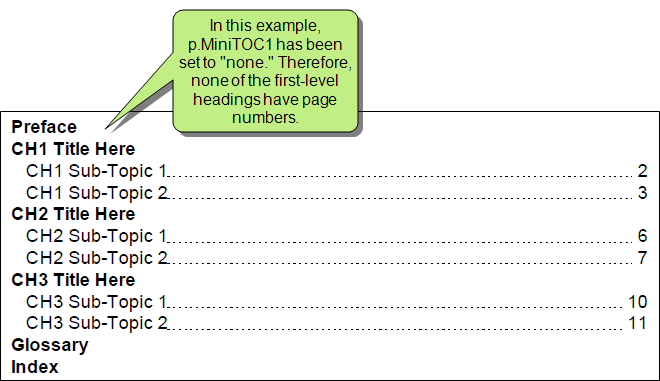 In this example,
p.MiniTOC1 has been
set to "none." Therefore,
none of the first-level
headings have page
numbers.
Preface
CH1 Title Here
CH1 Sub-Topic 1 2
CH1 Sub-Topic 2 3
CH2 Title Here
CH2 Sub-Topic 1 6
CH2 Sub-Topic 2 7
CH3 Title Here
CH3 Sub-Topic 1 10
CH3 Sub-Topic 2 11
Glossary
Index